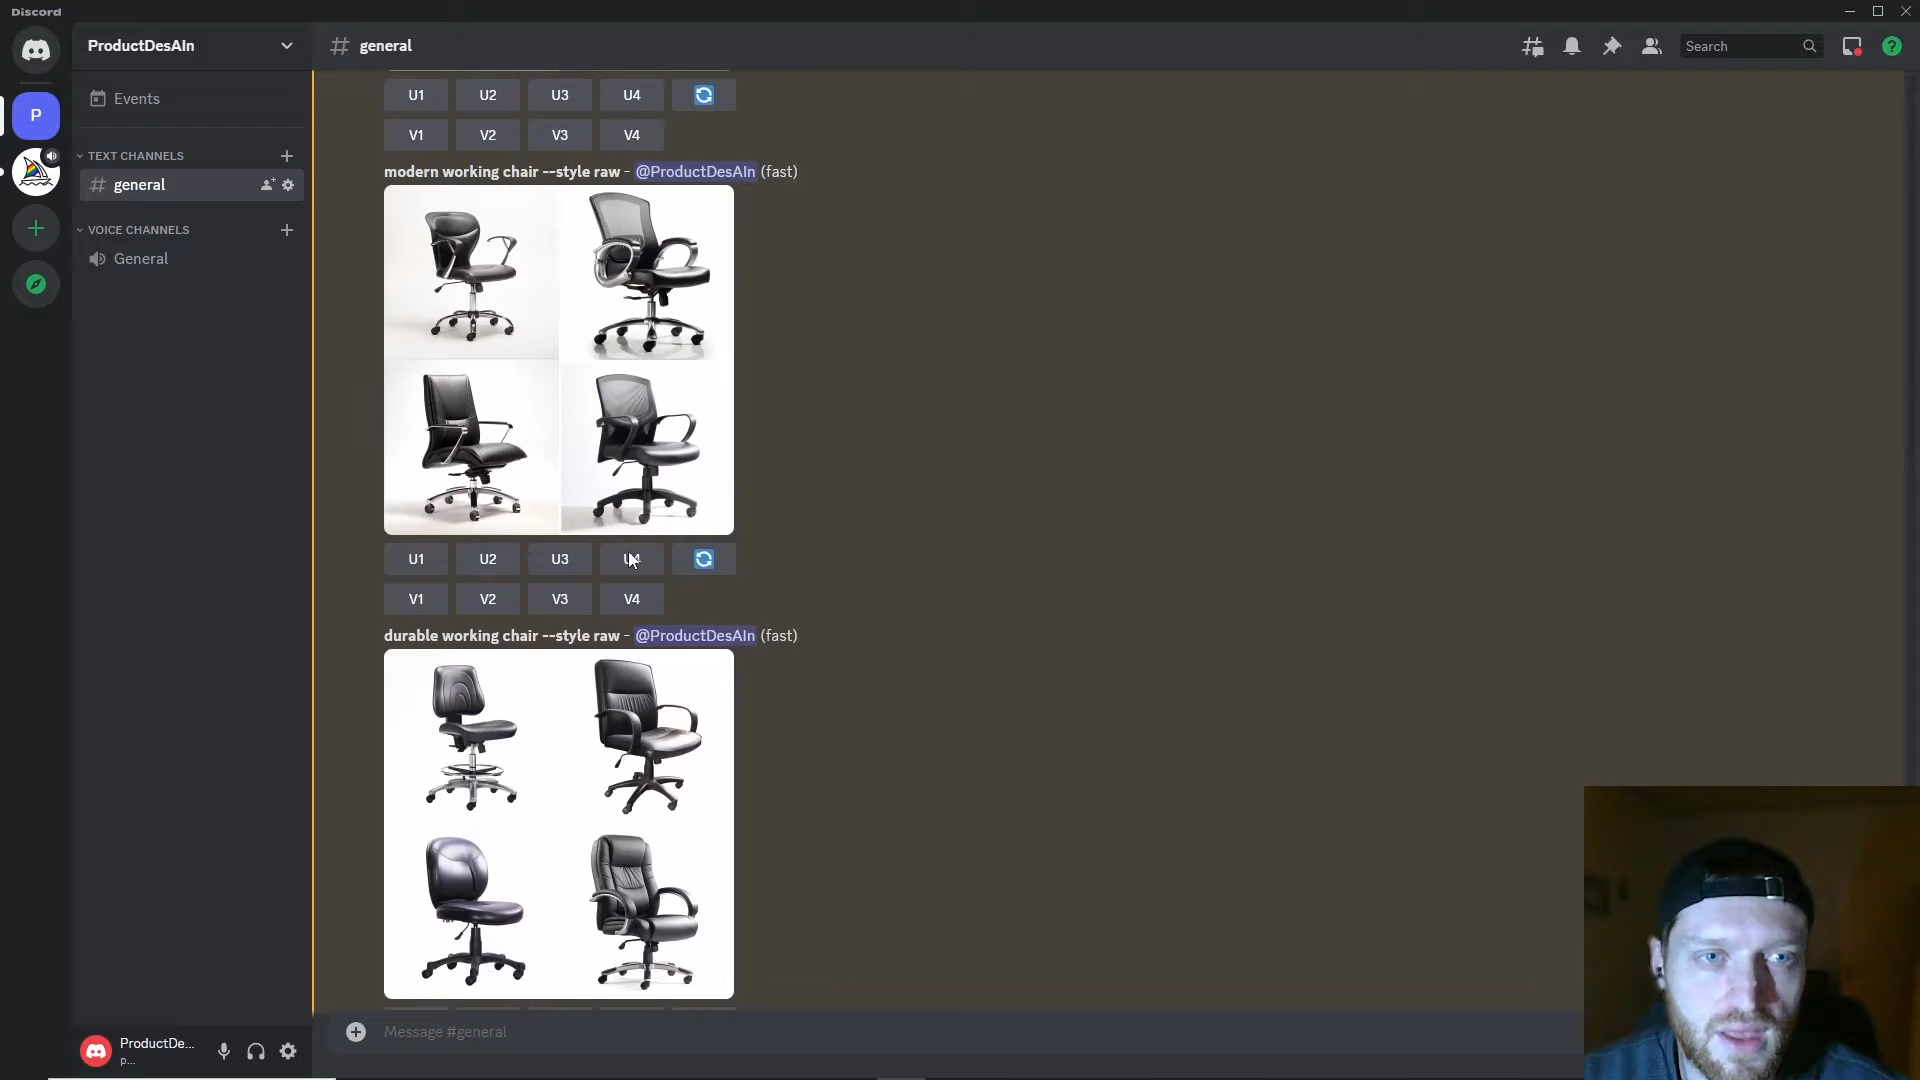 Discord
ProductDesAIn
general
Search
Events
U1 U2 U3 U4
V1 V2 V3 V4
TEXT CHANNELS
general
P
modern working chair --style raw - @ProductDesAIn (fast)
VOICE CHANNELS
General
U1 U2 U3
V1 V2 V3 V4
durable working chair --style raw - @ProductDesAIn (fast)
Message #general
ProductDe...
p...